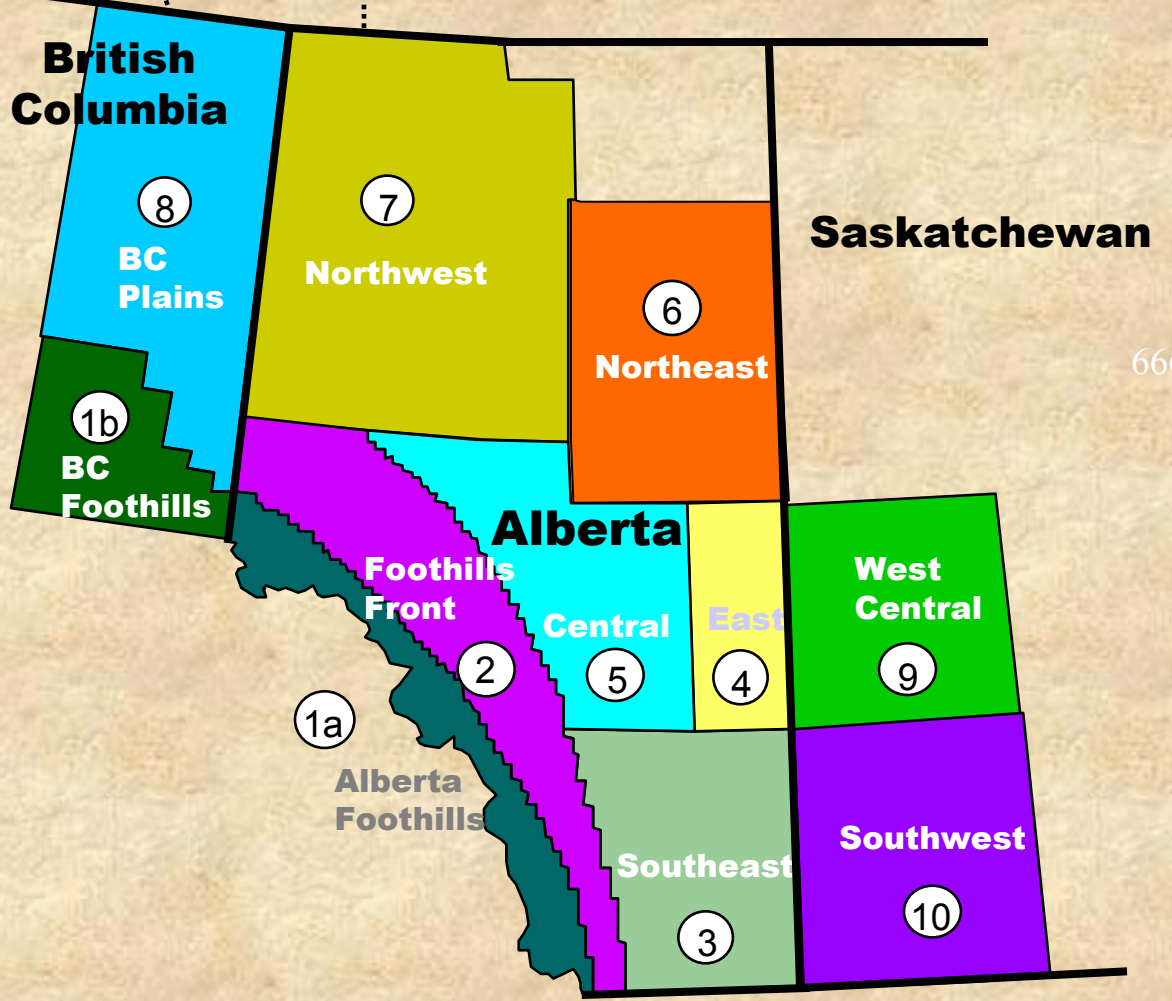 British
Columbia
8
BC
Plains
7
Northwest
Saskatchewan
6
Northeast
1b
BC
Foothills
Alberta
Foothills
Front
2
Central
5
East
4
West
Central
9
1a
Alberta
Foothills
Southeast
3
Southwest
10